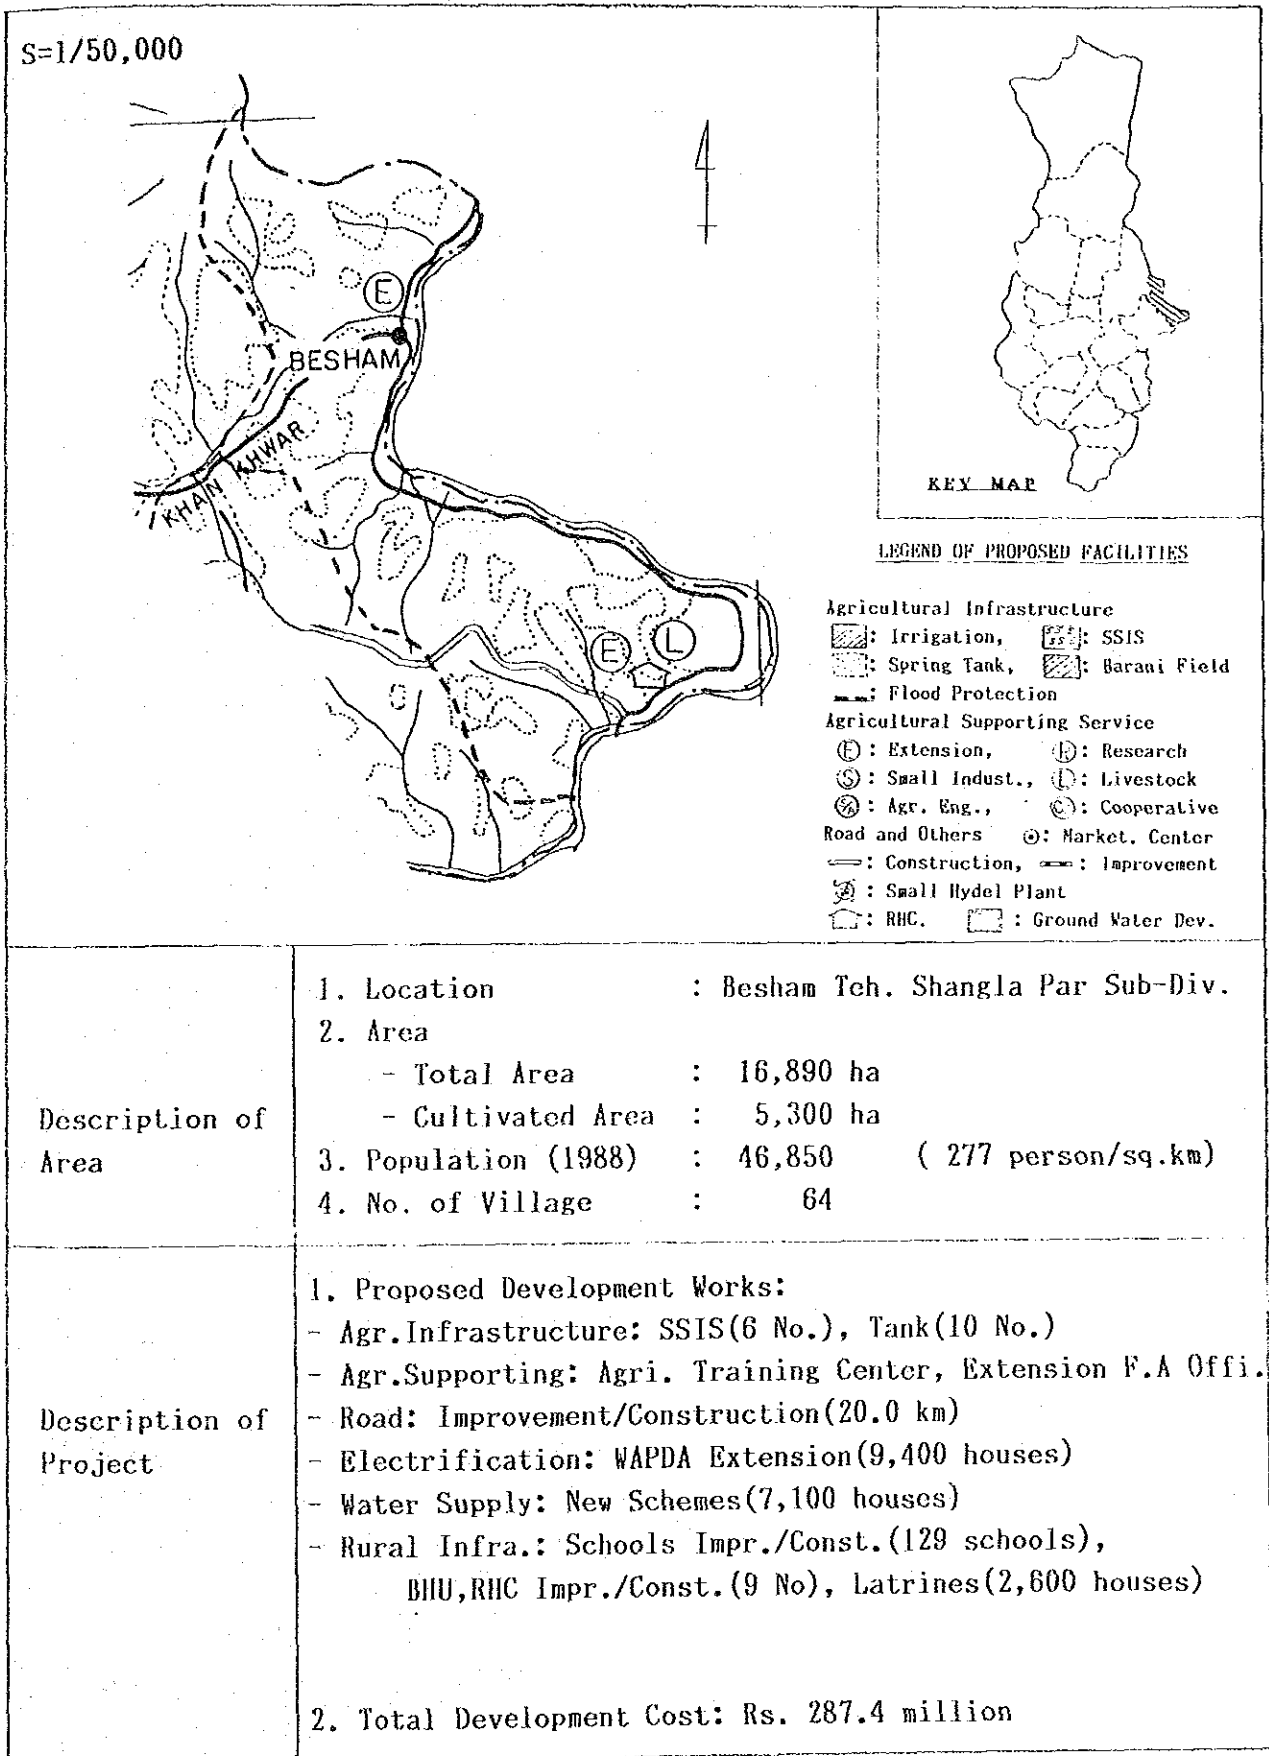 S=1/50,000
E
BESHAM
KHAN KHWAR
E
L
KEY MAP
LEGEND OF PROPOSED FACILITIES
Agricultural Infrastructure
: Irrigation, : SSIS
: Spring Tank, : Barani Field
: Flood Protection
Agricultural Supporting Service
E : Extension, R : Research
S : Small Indust., L : Livestock
: Agr. Eng., C : Cooperative
Road and Others : Market. Center
: Construction, : Improvement
: Small Hydel Plant
: RHC. : Ground Water Dev.
Description of
Area
1. Location : Besham Teh. Shangla Par Sub-Div.
2. Area
- Total Area : 16,890 ha
- Cultivated Area : 5,300 ha
3. Population (1988) : 46,850 ( 277 person/sq.km)
4. No. of Village : 64
Description of
Project
1. Proposed Development Works:
- Agr.Infrastructure: SSIS(6 No.), Tank(10 No.)
- Agr.Supporting: Agri. Training Center, Extension F.A Offi.
- Road: Improvement/Construction(20.0 km)
- Electrification: WAPDA Extension(9,400 houses)
- Water Supply: New Schemes(7,100 houses)
- Rural Infra.: Schools Impr./Const.(129 schools),
BHU,RHC Impr./Const.(9 No), Latrines(2,600 houses)
2. Total Development Cost: Rs. 287.4 million